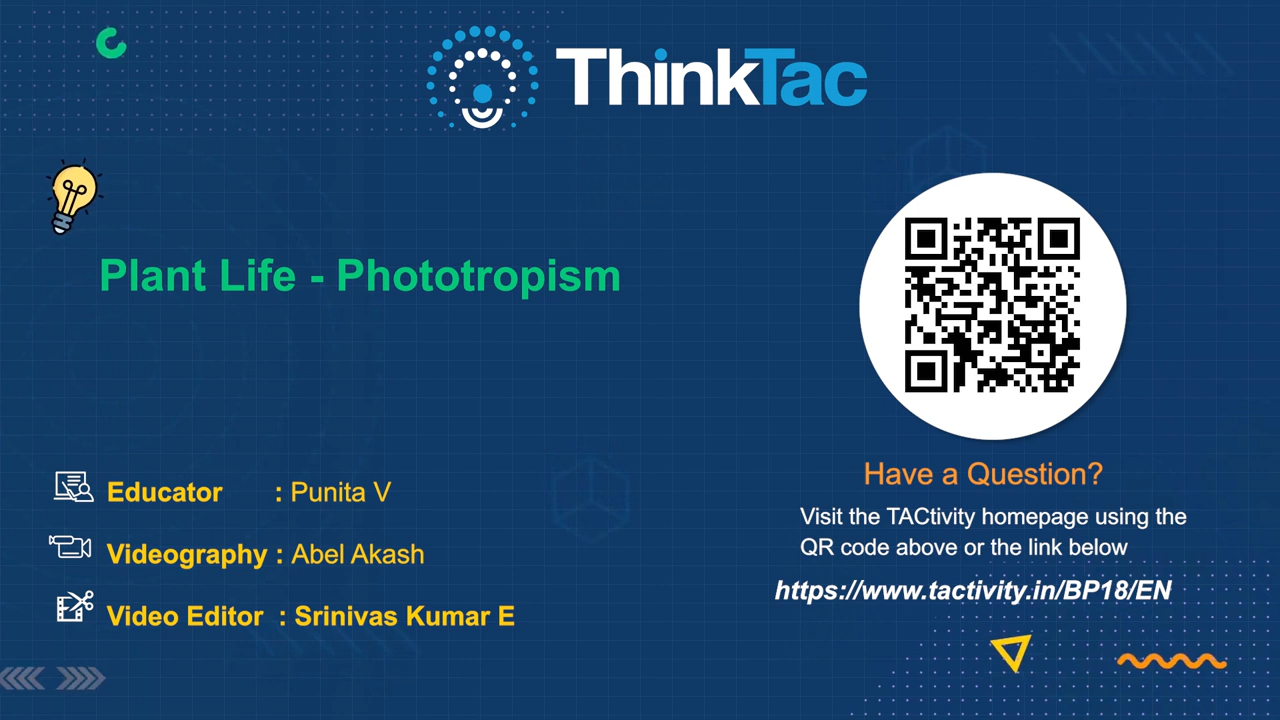 ThinkTac
Plant Life - Phototropism
Educator : Punita V
Videography : Abel Akash
Video Editor : Srinivas Kumar E
Have a Question?
Visit the TACtivity homepage using the
QR code above or the link below
https://www.tactivity.in/BP18/EN